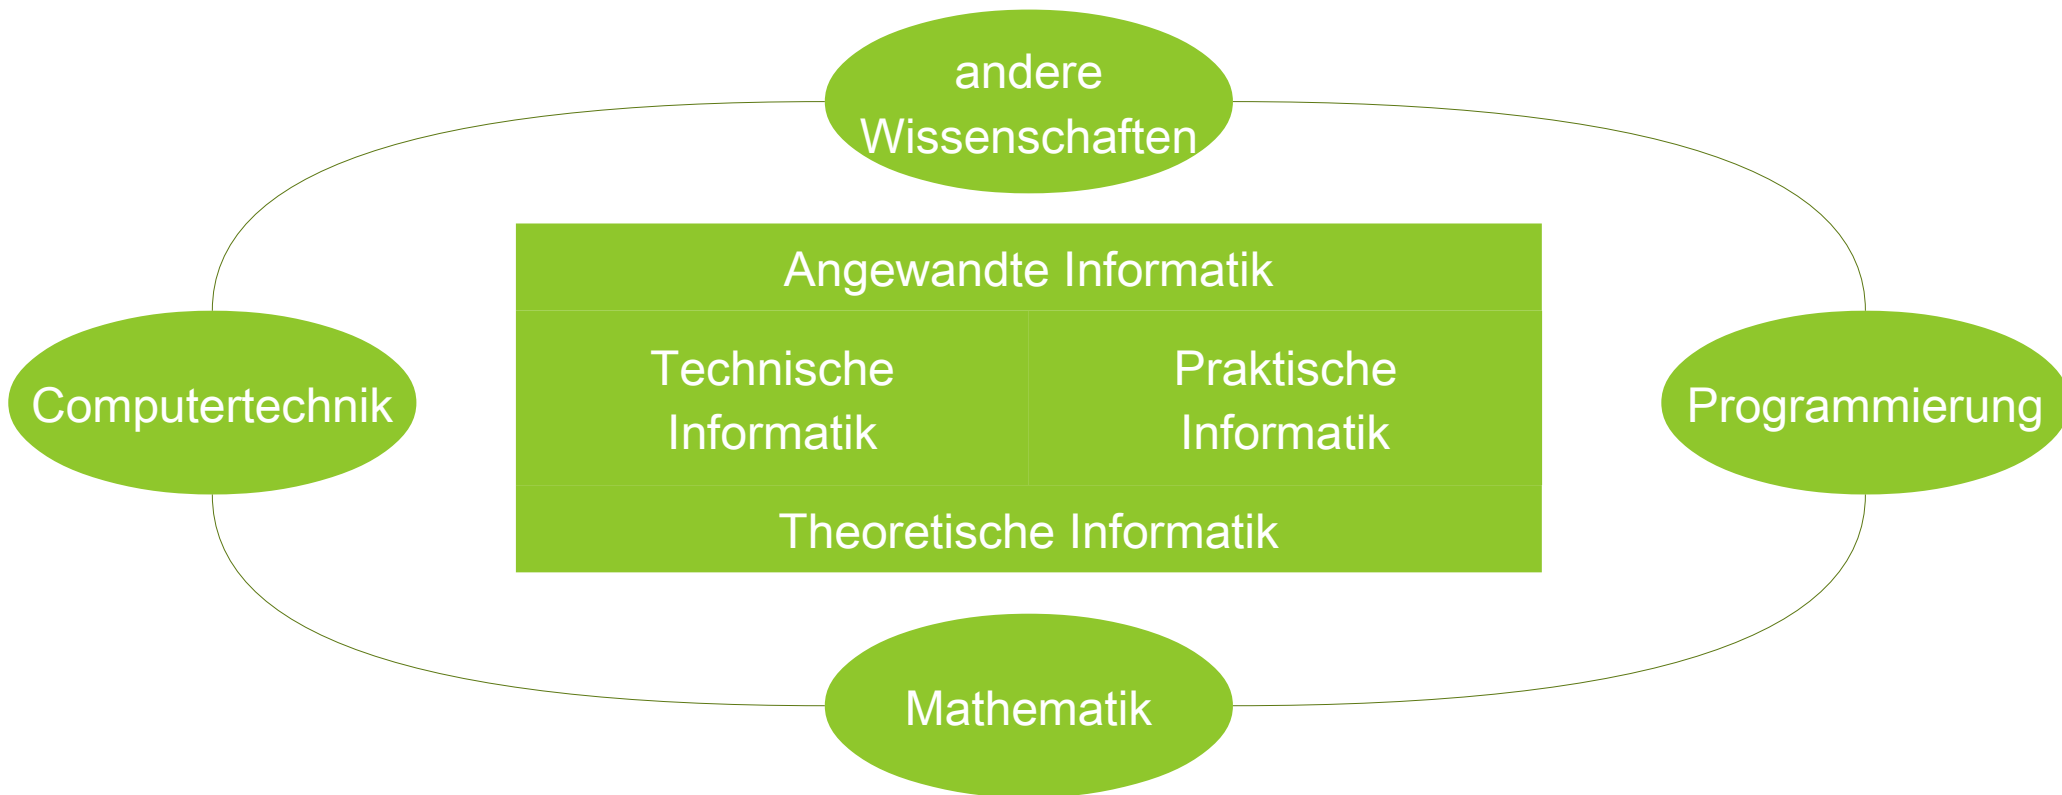 andere
Wissenschaften
Angewandte Informatik
Technische
Informatik
Praktische
Informatik
Computertechnik
Programmierung
Theoretische Informatik
Mathematik